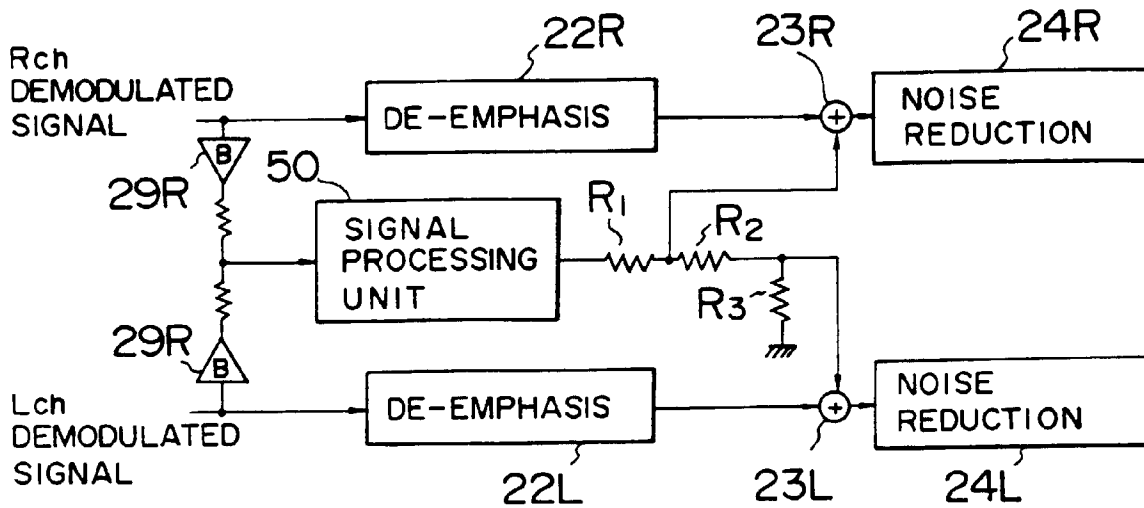 22R
23R
24R
Rch
DEMODULATED
SIGNAL
DE-EMPHASIS
NOISE
REDUCTION
B
29R
50
SIGNAL
PROCESSING
UNIT
R1
R2
R3
29R
B
Lch
DEMODULATED
SIGNAL
DE-EMPHASIS
NOISE
REDUCTION
22L
23L
24L